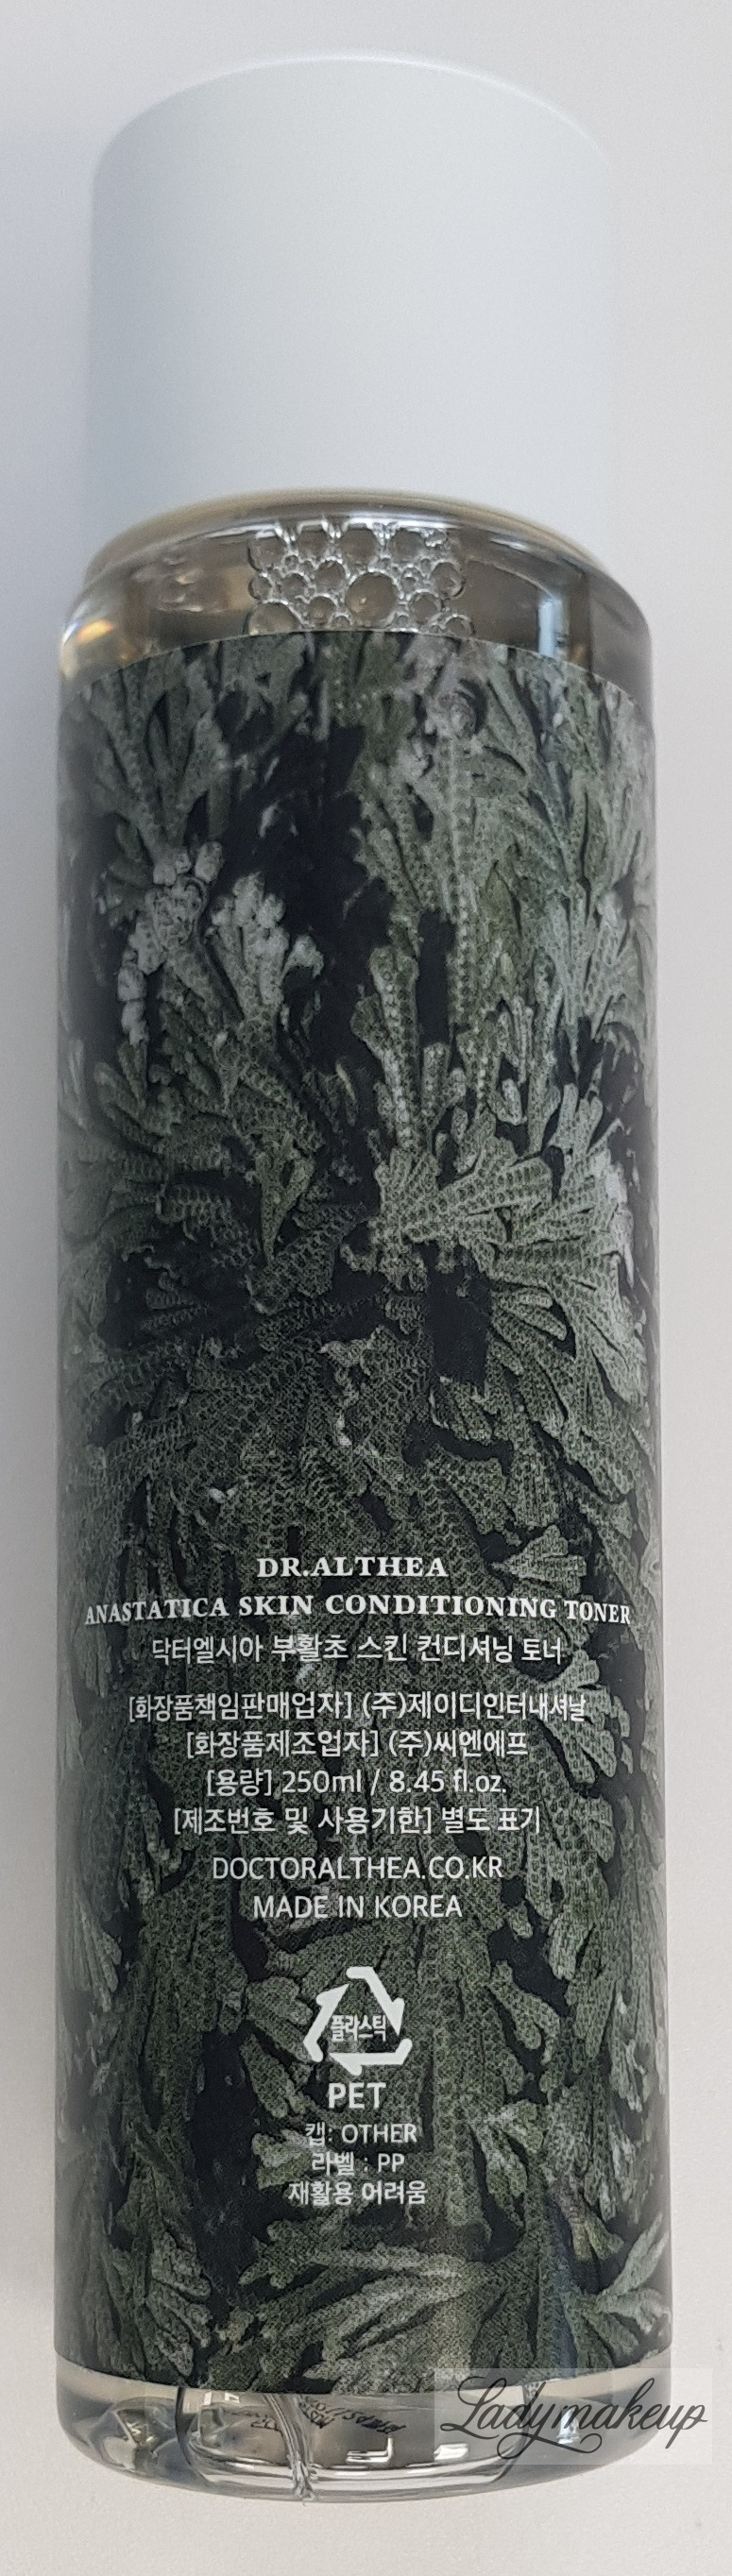 DR.ALTHEA
ANASTATICA SKIN CONDITIONING TONER
닥터엘시아 부활초 스킨 컨디셔닝 토너
[화장품책임판매업자] (주)제이디인터내셔날
[화장품제조업자] (주)씨엔에프
[용량] 250ml / 8.45 fl.oz.
[제조번호 및 사용기한] 별도 표기
DOCTORALTHEA.CO.KR
MADE IN KOREA
플라스틱
PET
캡: OTHER
라벨 : PP
재활용 어려움
Ladymakeup